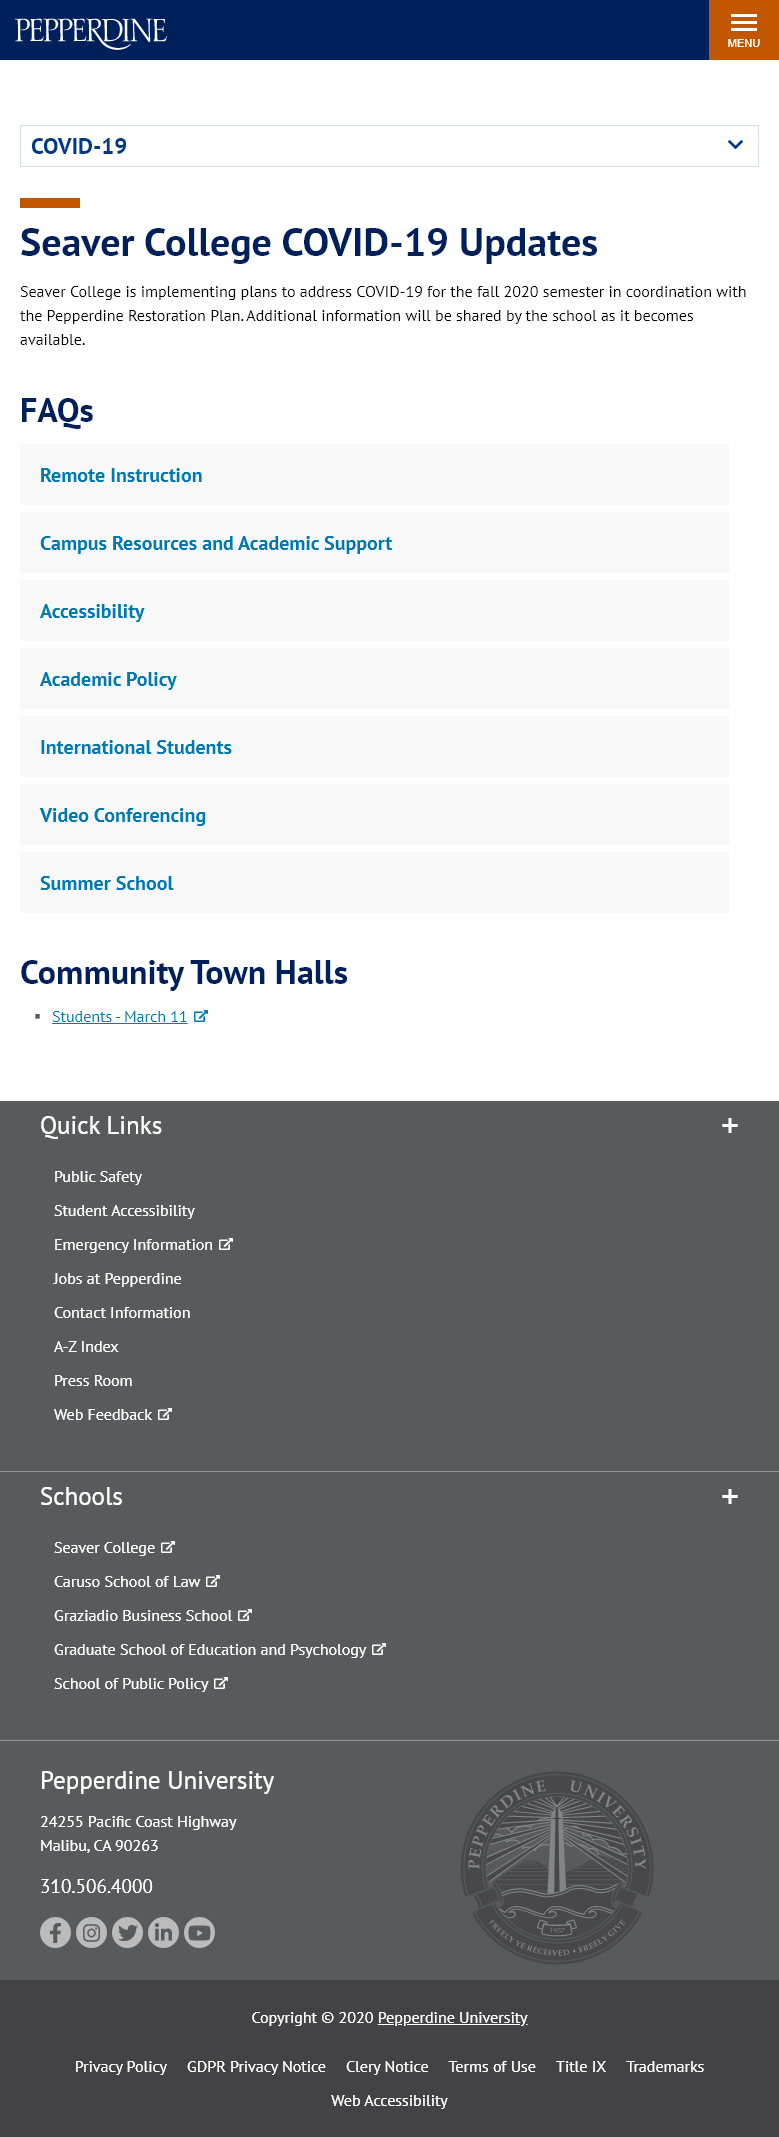 PEPPERDINE
MENU
COVID-19
Seaver College COVID-19 Updates
Seaver College is implementing plans to address COVID-19 for the fall 2020 semester in coordination with
the Pepperdine Restoration Plan. Additional information will be shared by the school as it becomes
available.
FAQs
Remote Instruction
Campus Resources and Academic Support
Accessibility
Academic Policy
International Students
Video Conferencing
Summer School
Community Town Halls
▪ Students - March 11
Quick Links
Public Safety
Student Accessibility
Emergency Information
Jobs at Pepperdine
Contact Information
A-Z Index
Press Room
Web Feedback
Schools
Seaver College
Caruso School of Law
Graziadio Business School
Graduate School of Education and Psychology
School of Public Policy
Pepperdine University
24255 Pacific Coast Highway
Malibu, CA 90263
310.506.4000
PEPPERDINE UNIVERSITY
1937
FREELY YE RECEIVED • FREELY GIVE
Copyright © 2020 Pepperdine University
Privacy Policy GDPR Privacy Notice Clery Notice Terms of Use Title IX Trademarks
Web Accessibility